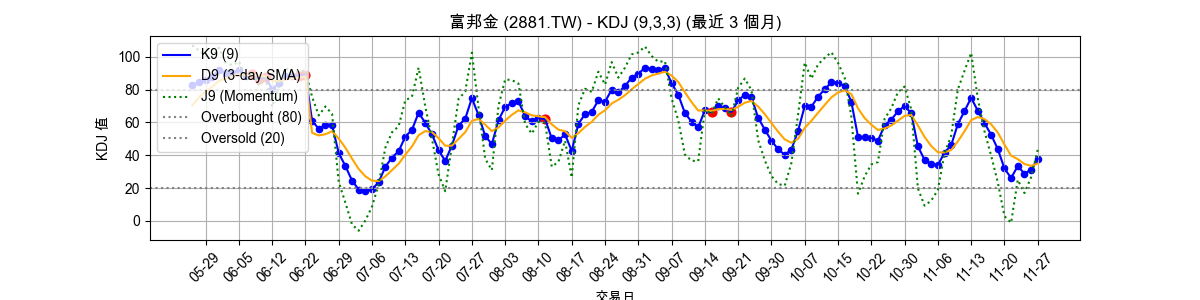 富邦金 (2881.TW) - KDJ (9,3,3) (最近 3 個月)
KDJ 值
100
80
60
40
20
0
K9 (9)
D9 (3-day SMA)
J9 (Momentum)
Overbought (80)
Oversold (20)
05-29 06-05 06-12 06-22 06-29 07-06 07-13 07-20 07-27 08-03 08-10 08-17 08-24 08-31 09-07 09-14 09-21 09-30 10-07 10-15 10-22 10-30 11-06 11-13 11-20 11-27
交易日